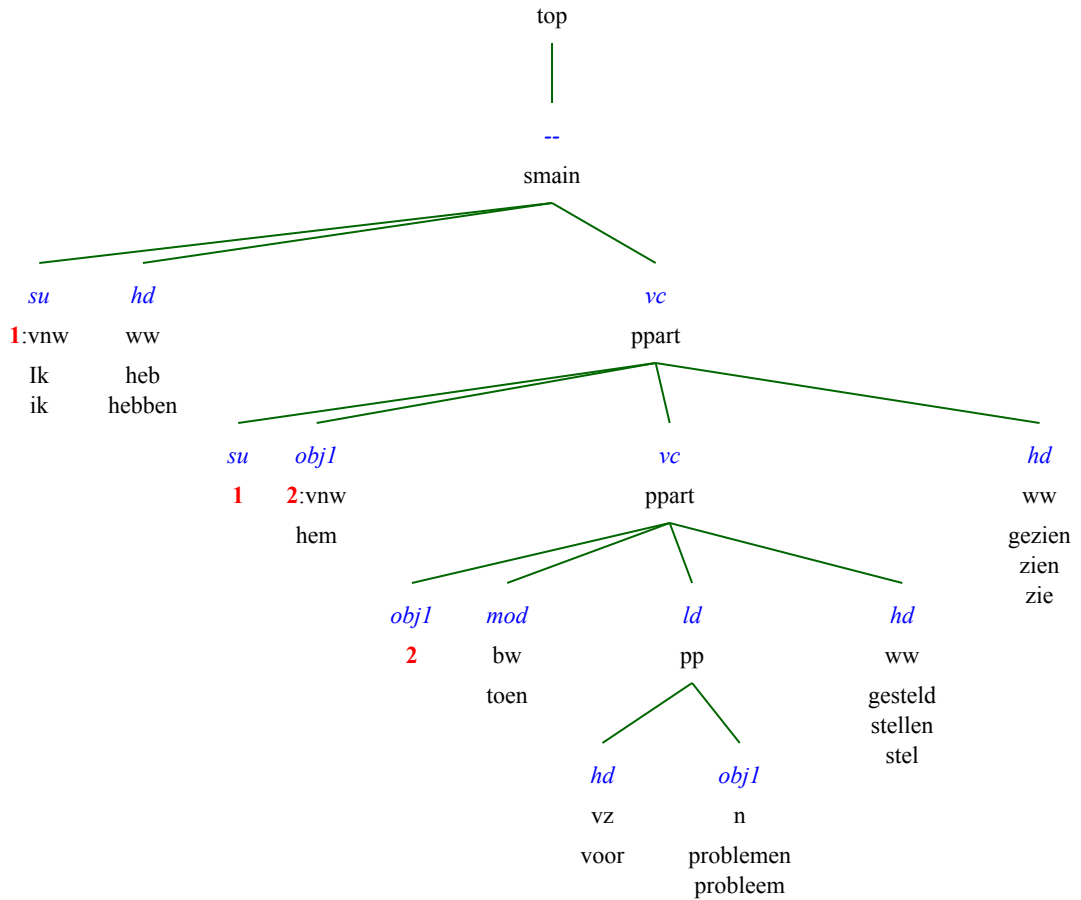 top
--
smain
su hd vc
1:vnw ww ppart
Ik heb
ik hebben
su obj1 vc hd
1 2:vnw ppart ww
hem gezien
zien
zie
obj1 mod ld hd
2 bw pp ww
toen gesteld
stellen
stel
hd obj1
vz n
voor problemen
probleem